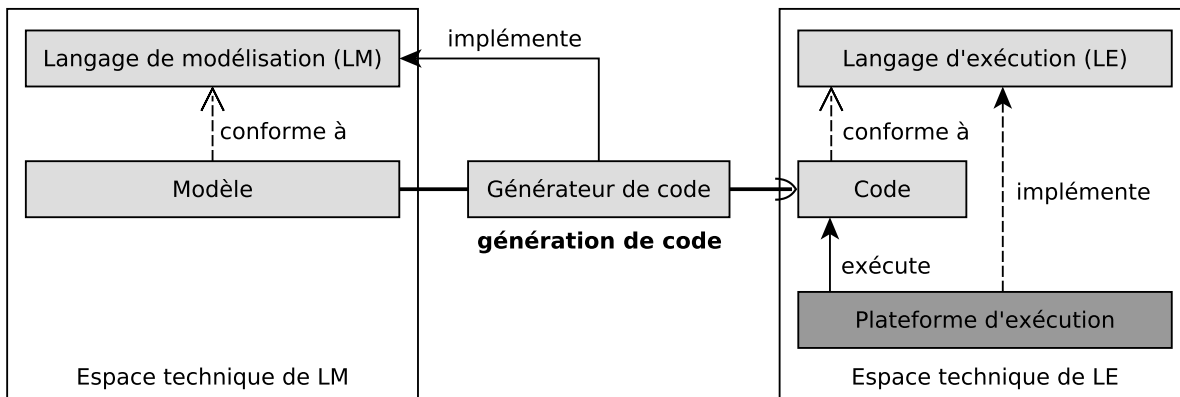 implémente
Langage de modélisation (LM)
Langage d'exécution (LE)
conforme à
conforme à
Modèle
Générateur de code
Code
implémente
génération de code
exécute
Plateforme d'exécution
Espace technique de LM
Espace technique de LE